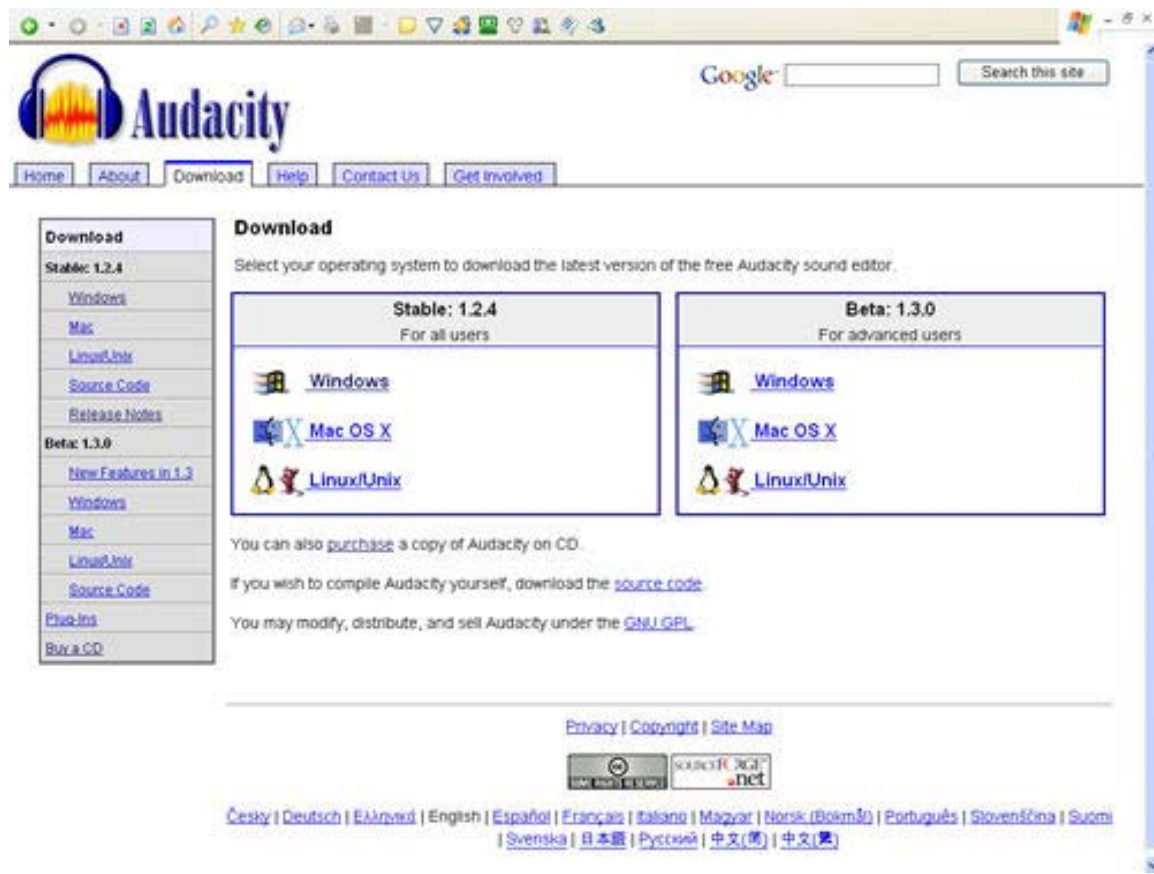 Google
Search this site
Audacity
Home
About
Download
Help
Contact Us
Get Involved
Download
Stable: 1.2.4
Windows
Mac
Linux/Unix
Source Code
Release Notes
Beta: 1.3.0
New Features in 1.3
Windows
Mac
Linux/Unix
Source Code
Plug-Ins
Buy a CD
Download
Select your operating system to download the latest version of the free Audacity sound editor.
Stable: 1.2.4
For all users
Windows
Mac OS X
Linux/Unix
Beta: 1.3.0
For advanced users
Windows
Mac OS X
Linux/Unix
You can also purchase a copy of Audacity on CD.
If you wish to compile Audacity yourself, download the source code.
You may modify, distribute, and sell Audacity under the GNU GPL.
Privacy | Copyright | Site Map
cc
SOME RIGHTS RESERVED
SOURCEFORGE
.net
Česky | Deutsch | Ελληνικά | English | Español | Français | Italiano | Magyar | Norsk (Bokmål) | Português | Slovenščina | Suomi
| Svenska | 日本語 | Русский | 中文(简) | 中文(繁)